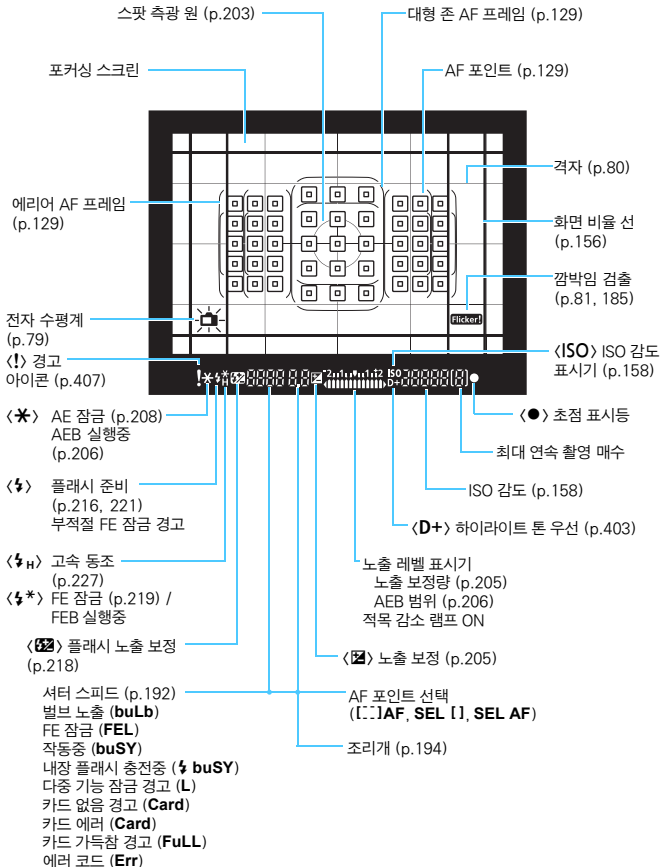 스팟 측광 원 (p.203)
대형 존 AF 프레임 (p.129)
포커싱 스크린
AF 포인트 (p.129)
격자 (p.80)
에리어 AF 프레임
(p.129)
화면 비율 선
(p.156)
깜박임 검출
(p.81, 185)
Flicker!
전자 수평계
(p.79)
〈!〉 경고
아이콘 (p.407)
〈ISO〉 ISO 감도
표시기 (p.158)
〈✱〉 AE 잠금 (p.208)
AEB 실행중
(p.206)
〈●〉 초점 표시등
최대 연속 촬영 매수
〈⚡〉 플래시 준비
(p.216, 221)
부적절 FE 잠금 경고
ISO 감도 (p.158)
〈D+〉 하이라이트 톤 우선 (p.403)
〈⚡H〉 고속 동조
(p.227)
〈⚡*〉 FE 잠금 (p.219) /
FEB 실행중
노출 레벨 표시기
노출 보정량 (p.205)
AEB 범위 (p.206)
적목 감소 램프 ON
〈〉 플래시 노출 보정
(p.218)
〈〉 노출 보정 (p.205)
셔터 스피드 (p.192)
벌브 노출 (buLb)
FE 잠금 (FEL)
작동중 (buSY)
내장 플래시 충전중 (⚡ buSY)
다중 기능 잠금 경고 (L)
카드 없음 경고 (Card)
카드 에러 (Card)
카드 가득참 경고 (FuLL)
에러 코드 (Err)
AF 포인트 선택
([ ] AF, SEL [ ], SEL AF)
조리개 (p.194)